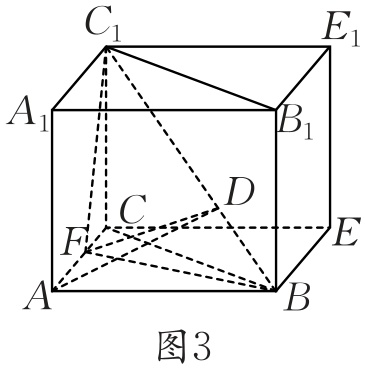 C₁ E₁
A₁ B₁
D
F C E
A B
图3